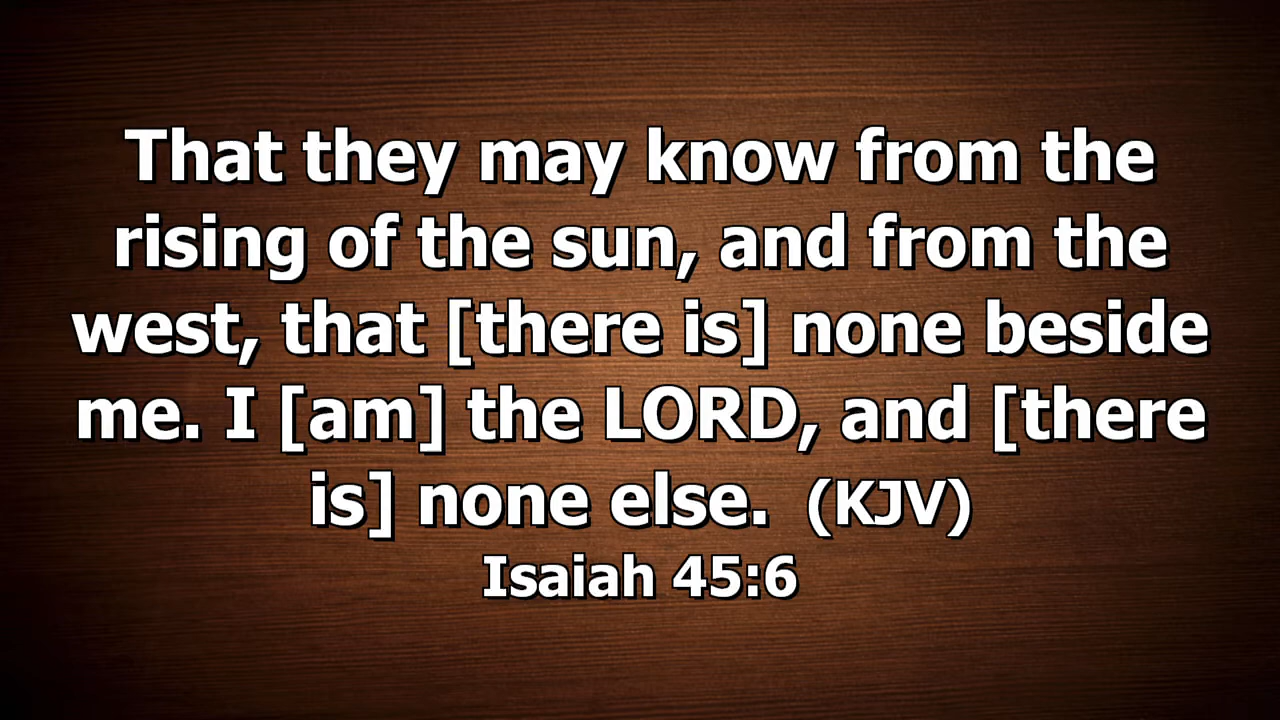 That they may know from the
rising of the sun, and from the
west, that [there is] none beside
me. I [am] the LORD, and [there
is] none else.  (KJV)
Isaiah 45:6